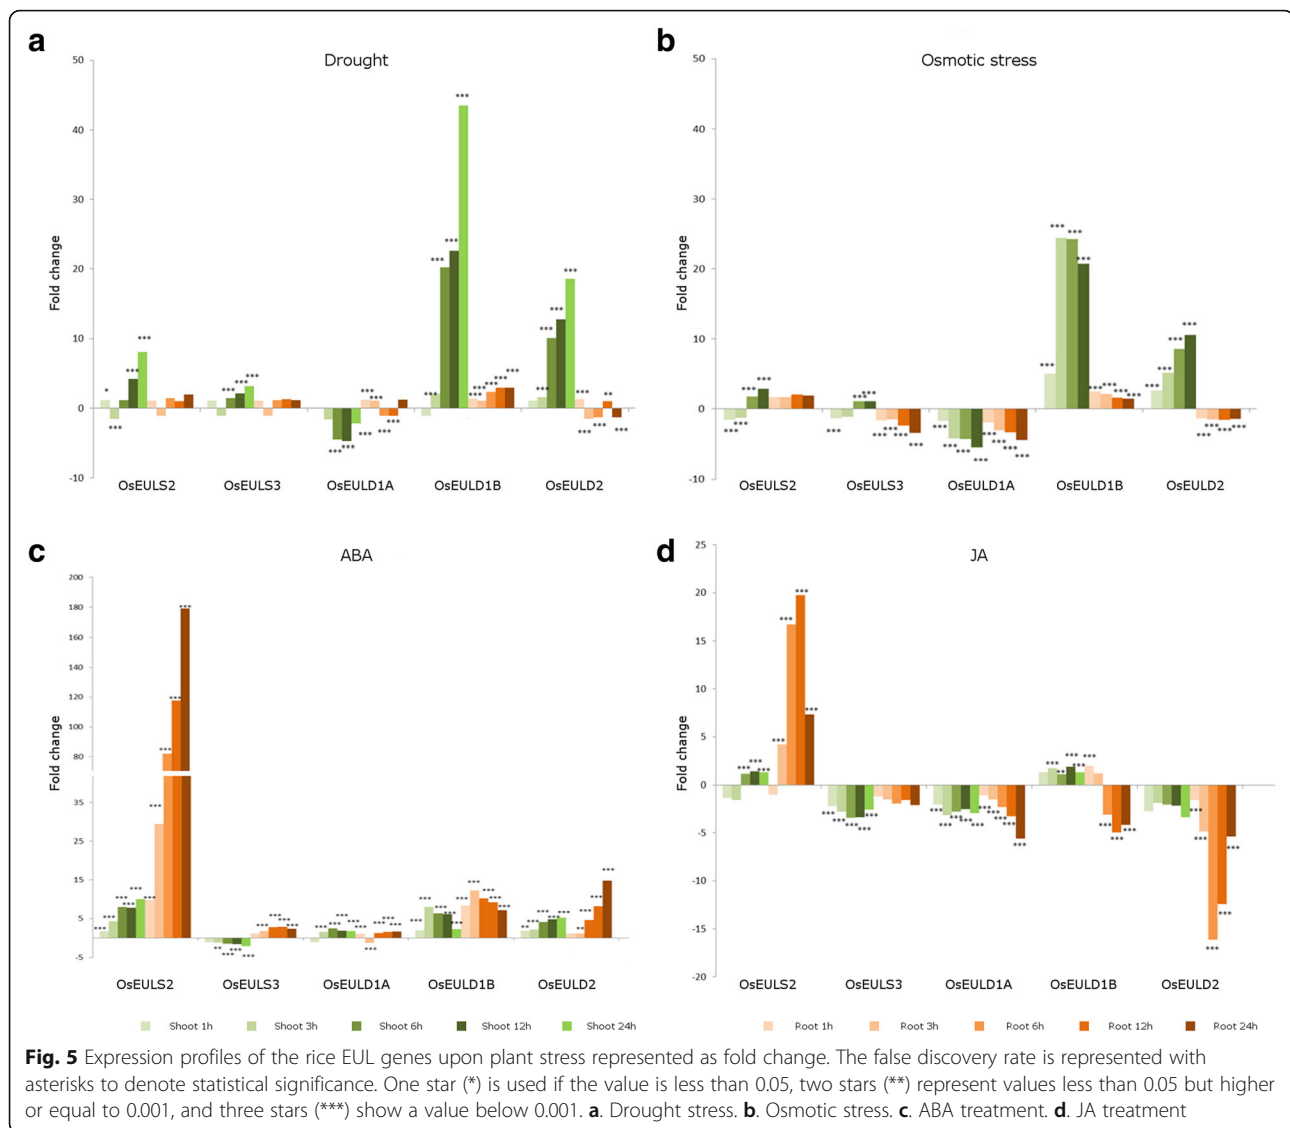 a
Drought
50
40
30
20
10
0
-10
Fold change
OsEULS2 OsEULS3 OsEULD1A OsEULD1B OsEULD2
b
Osmotic stress
50
40
30
20
10
0
-10
Fold change
OsEULS2 OsEULS3 OsEULD1A OsEULD1B OsEULD2
c
ABA
200
180
160
140
120
100
80
35
25
15
5
-5
Fold change
OsEULS2 OsEULS3 OsEULD1A OsEULD1B OsEULD2
d
JA
25
20
15
10
5
0
-5
-10
-15
-20
Fold change
OsEULS2 OsEULS3 OsEULD1A OsEULD1B OsEULD2
Shoot 1h Shoot 3h Shoot 6h Shoot 12h Shoot 24h Root 1h Root 3h Root 6h Root 12h Root 24h
Fig. 5 Expression profiles of the rice EUL genes upon plant stress represented as fold change. The false discovery rate is represented with
asterisks to denote statistical significance. One star (*) is used if the value is less than 0.05, two stars (**) represent values less than 0.05 but higher
or equal to 0.001, and three stars (***) show a value below 0.001. a. Drought stress. b. Osmotic stress. c. ABA treatment. d. JA treatment